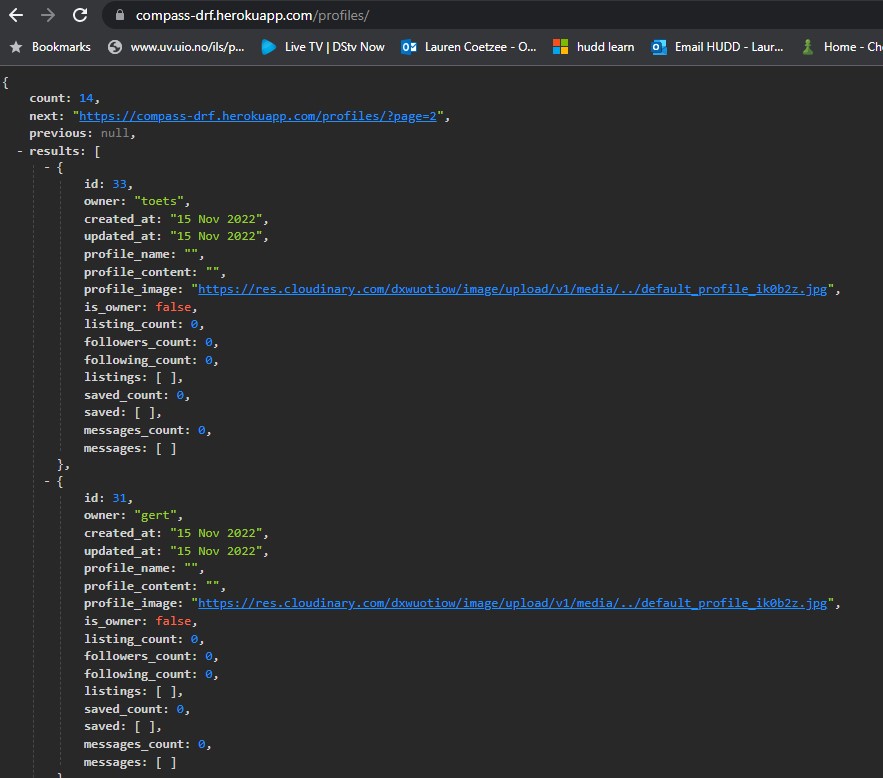 compass-drf.herokuapp.com/profiles/
Bookmarks www.uv.uio.no/ils/p... Live TV | DStv Now Lauren Coetzee - O... hudd learn Email HUDD - Laur... Home - Che
{
count: 14,
next: "https://compass-drf.herokuapp.com/profiles/?page=2",
previous: null,
- results: [
- {
id: 33,
owner: "toets",
created_at: "15 Nov 2022",
updated_at: "15 Nov 2022",
profile_name: "",
profile_content: "",
profile_image: "https://res.cloudinary.com/dxwuotiow/image/upload/v1/media/../default_profile_ik0b2z.jpg",
is_owner: false,
listing_count: 0,
followers_count: 0,
following_count: 0,
listings: [ ],
saved_count: 0,
saved: [ ],
messages_count: 0,
messages: [ ]
},
- {
id: 31,
owner: "gert",
created_at: "15 Nov 2022",
updated_at: "15 Nov 2022",
profile_name: "",
profile_content: "",
profile_image: "https://res.cloudinary.com/dxwuotiow/image/upload/v1/media/../default_profile_ik0b2z.jpg",
is_owner: false,
listing_count: 0,
followers_count: 0,
following_count: 0,
listings: [ ],
saved_count: 0,
saved: [ ],
messages_count: 0,
messages: [ ]
}